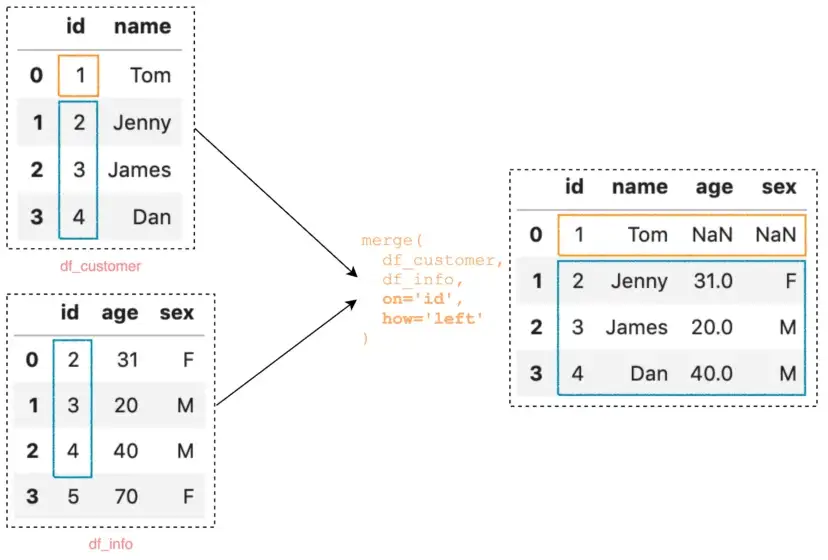 id name
0 1 Tom
1 2 Jenny
2 3 James
3 4 Dan
df_customer
id age sex
0 2 31 F
1 3 20 M
2 4 40 M
3 5 70 F
df_info
merge(
df_customer,
df_info,
on='id',
how='left'
)
id name age sex
0 1 Tom NaN NaN
1 2 Jenny 31.0 F
2 3 James 20.0 M
3 4 Dan 40.0 M